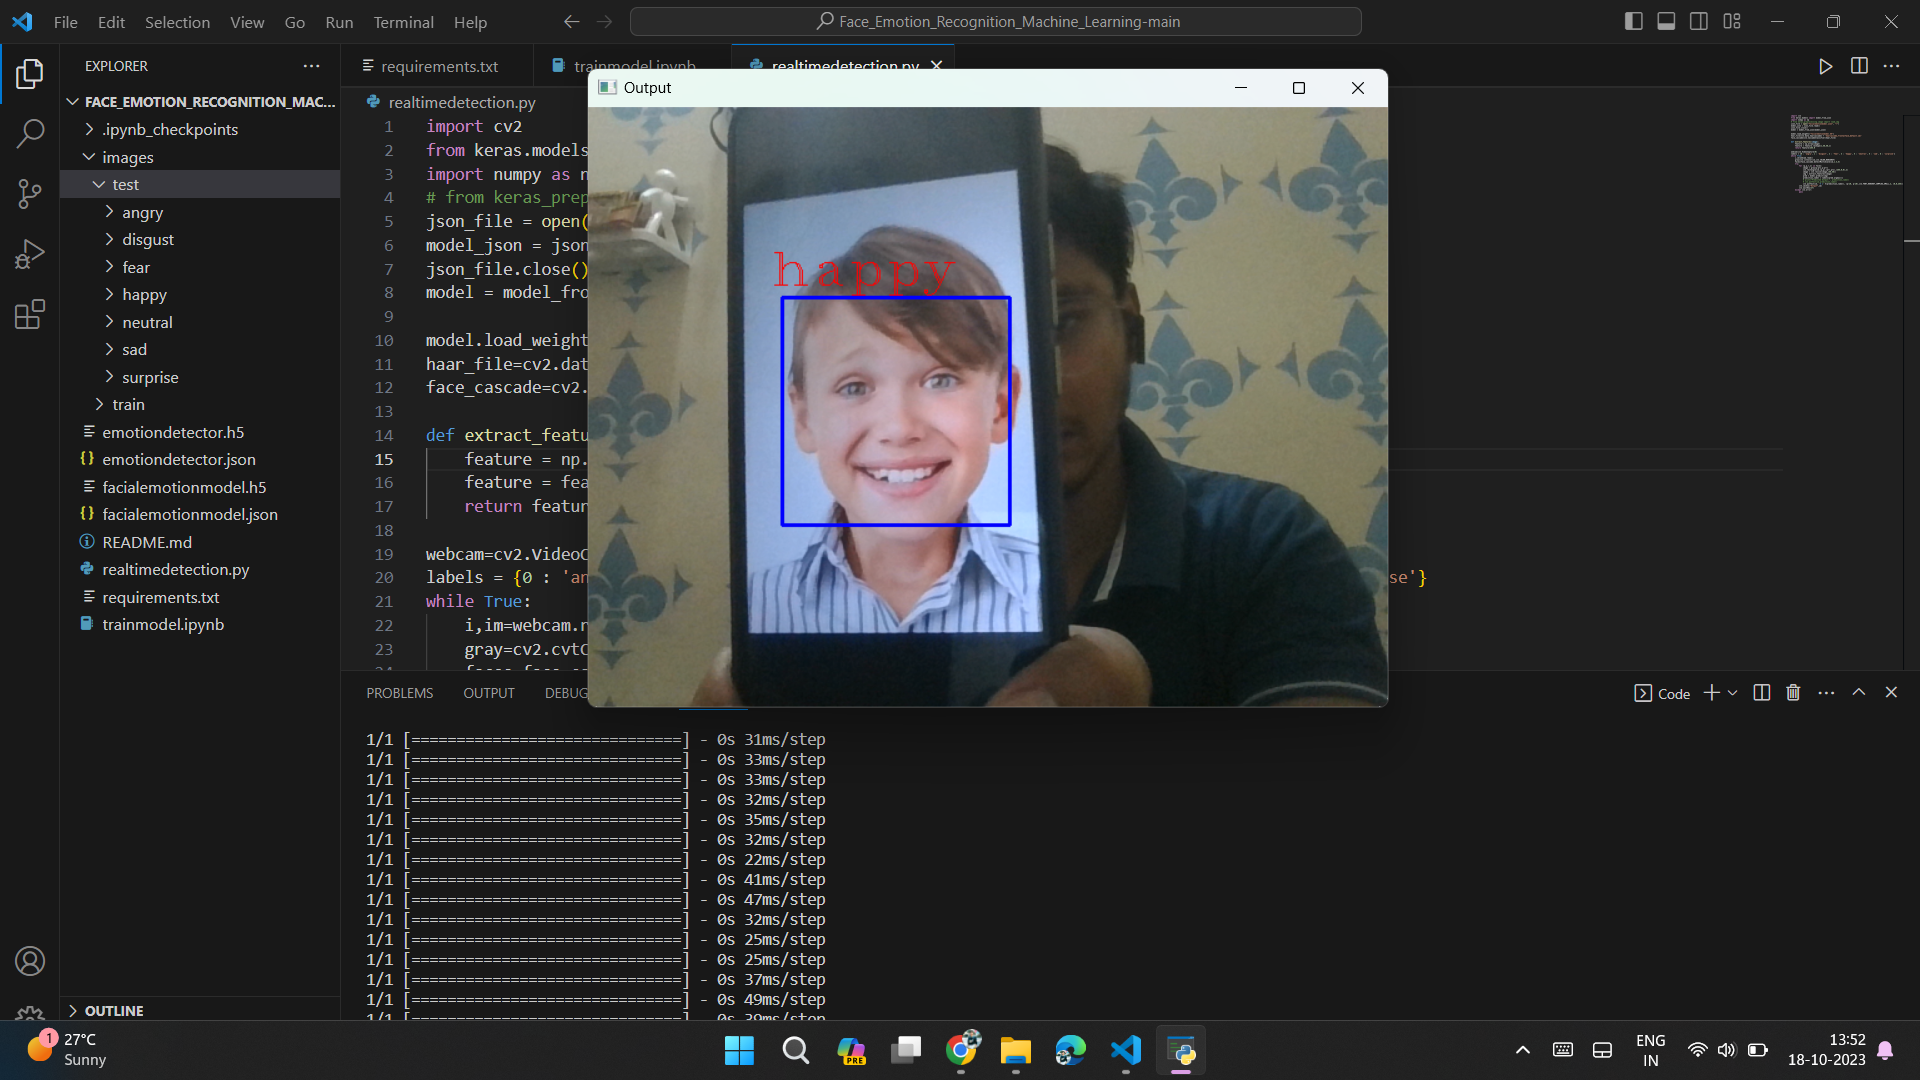 File Edit Selection View Go Run Terminal Help
Face_Emotion_Recognition_Machine_Learning-main
EXPLORER
FACE_EMOTION_RECOGNITION_MAC...
.ipynb_checkpoints
images
test
angry
disgust
fear
happy
neutral
sad
surprise
train
emotiondetector.h5
emotiondetector.json
facialemotionmodel.h5
facialemotionmodel.json
README.md
realtimedetection.py
requirements.txt
trainmodel.ipynb
OUTLINE
requirements.txt trainmodel.ipynb realtimedetection.py
realtimedetection.py
1 import cv2
2 from keras.models
3 import numpy as n
4 # from keras_prep
5 json_file = open(
6 model_json = json
7 json_file.close()
8 model = model_fro
9
10 model.load_weight
11 haar_file=cv2.dat
12 face_cascade=cv2.
13
14 def extract_featu
15 feature = np.
16 feature = fea
17 return featur
18
19 webcam=cv2.VideoC
20 labels = {0 : 'an se'}
21 while True:
22 i,im=webcam.r
23 gray=cv2.cvtC
Output
happy
PROBLEMS OUTPUT DEBUG
Code
1/1 [==============================] - 0s 31ms/step
1/1 [==============================] - 0s 33ms/step
1/1 [==============================] - 0s 33ms/step
1/1 [==============================] - 0s 32ms/step
1/1 [==============================] - 0s 35ms/step
1/1 [==============================] - 0s 32ms/step
1/1 [==============================] - 0s 22ms/step
1/1 [==============================] - 0s 41ms/step
1/1 [==============================] - 0s 47ms/step
1/1 [==============================] - 0s 32ms/step
1/1 [==============================] - 0s 25ms/step
1/1 [==============================] - 0s 25ms/step
1/1 [==============================] - 0s 37ms/step
1/1 [==============================] - 0s 49ms/step
1/1 [==============================] - 0s 39ms/step
1
27°C
Sunny
PRE
ENG
IN
13:52
18-10-2023